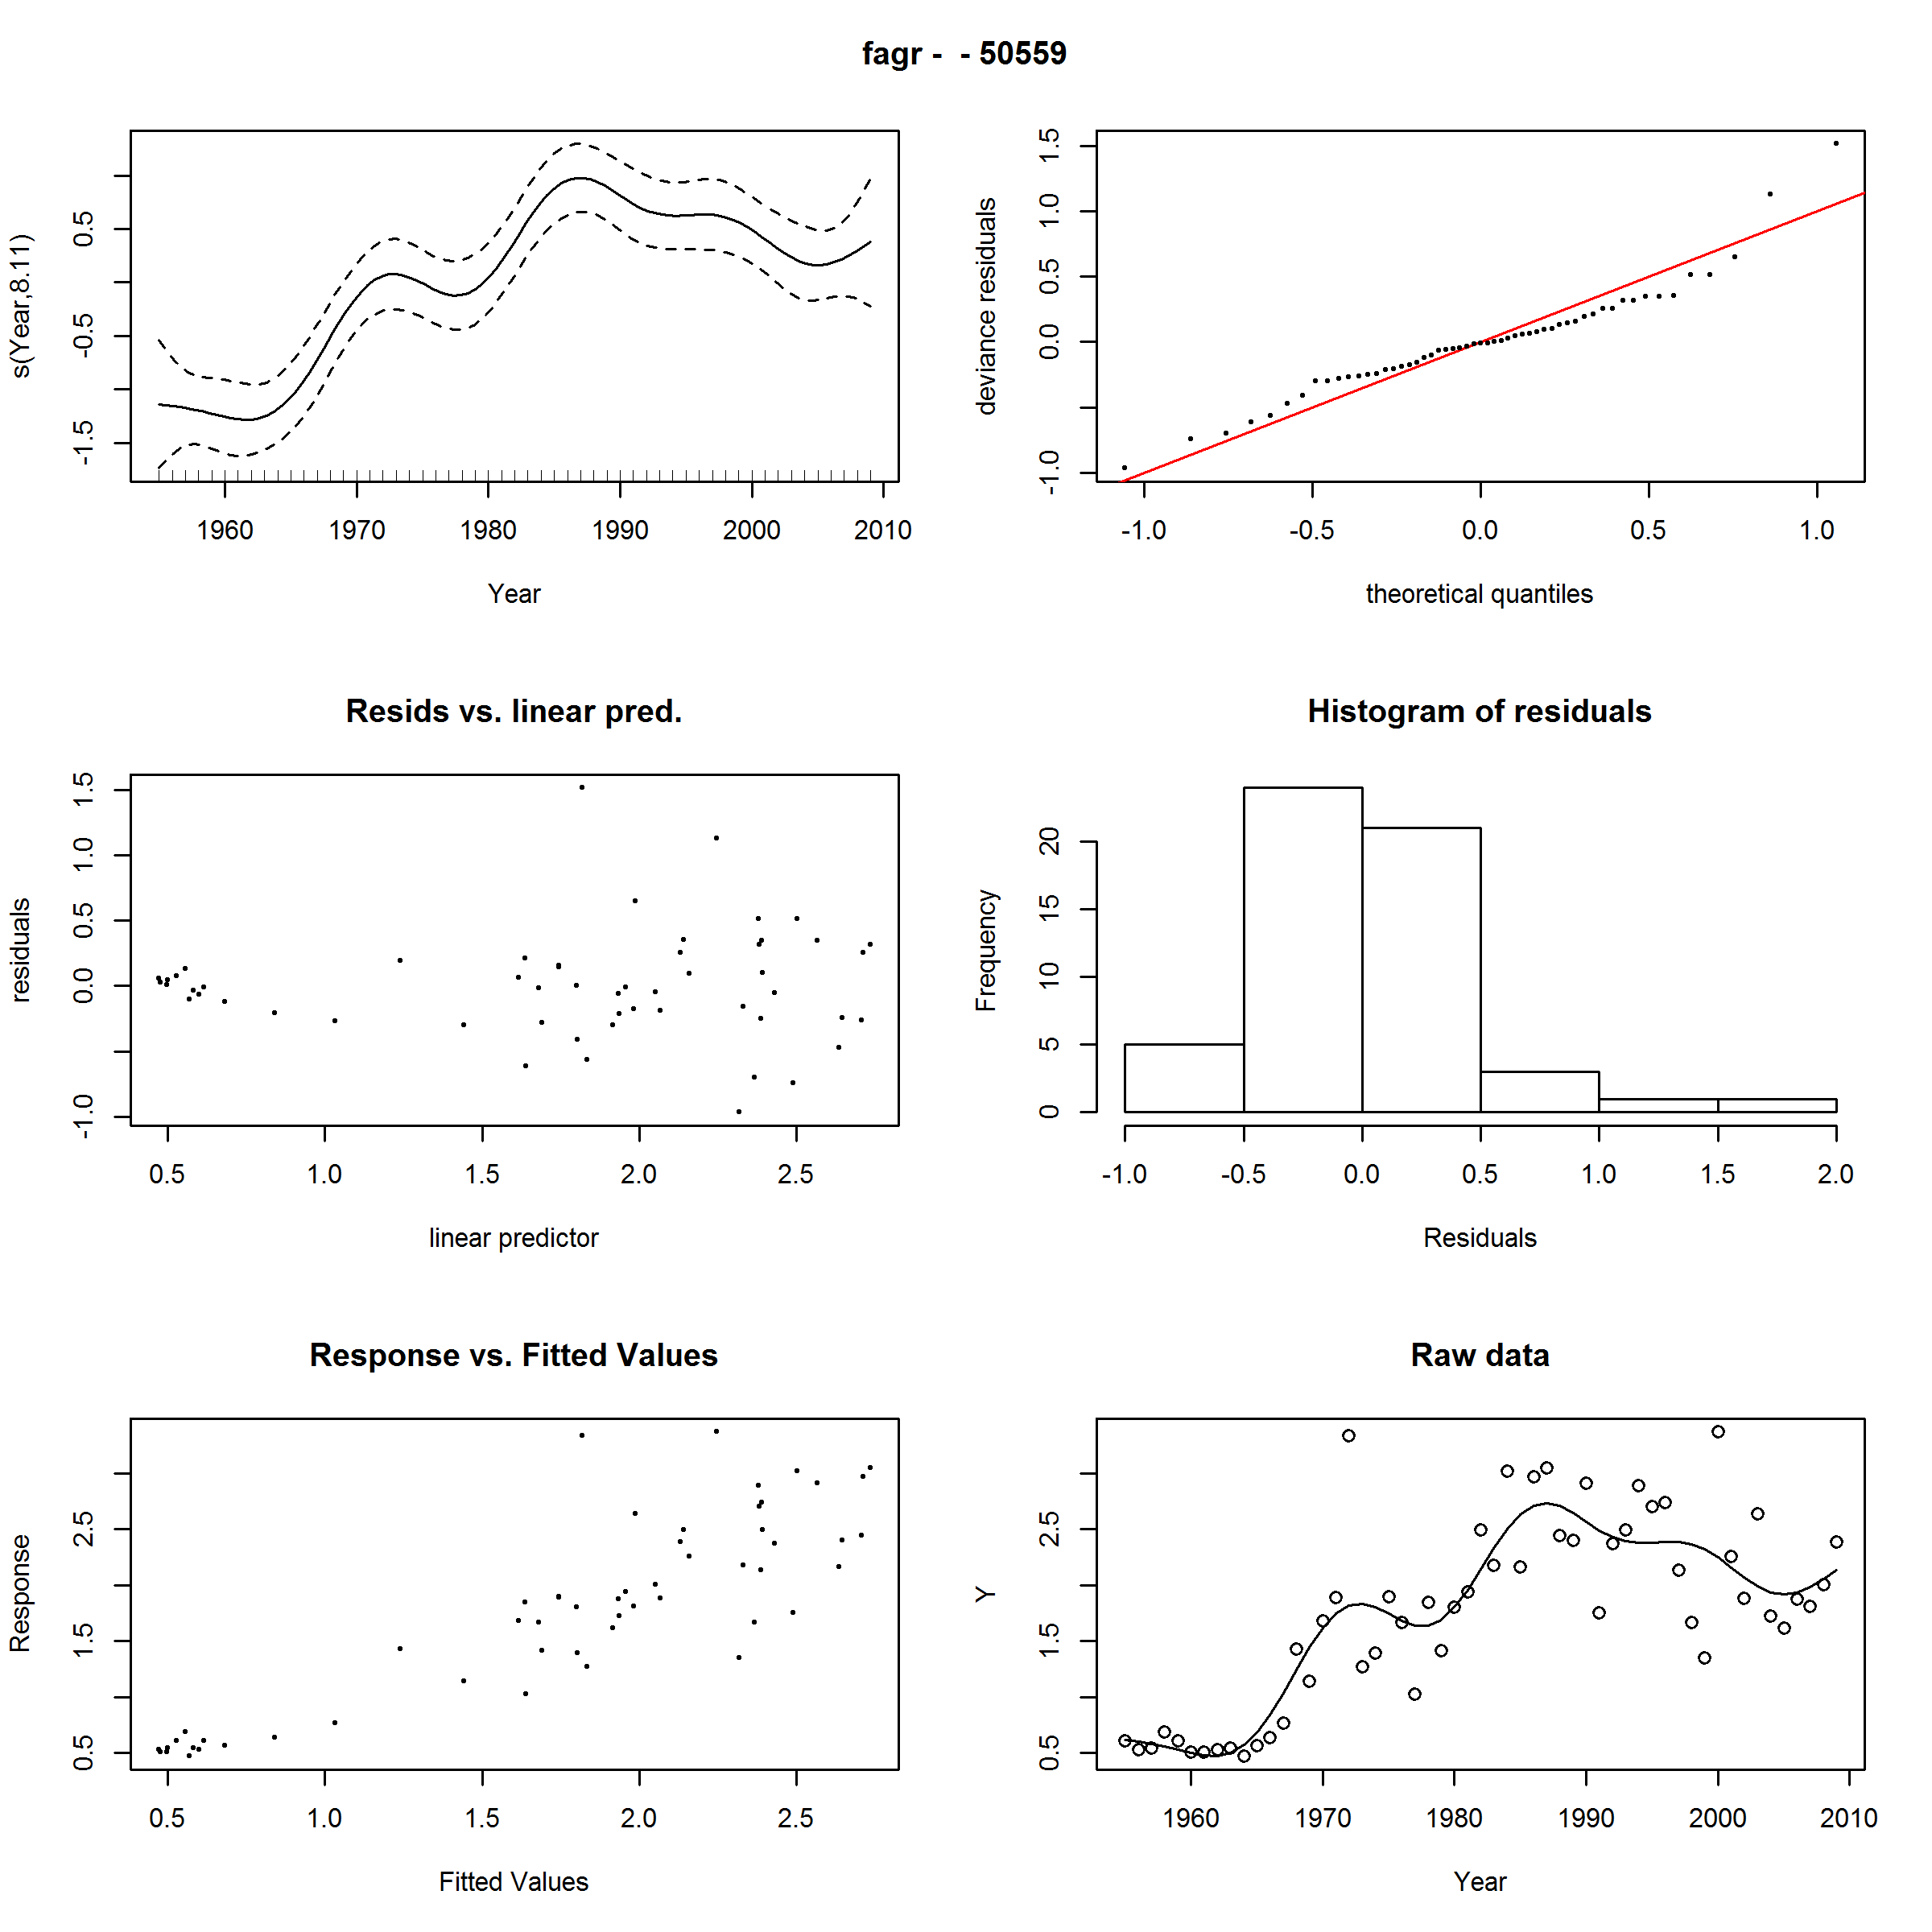 fagr -  - 50559
s(Year,8.11)
0.5
-0.5
-1.5
1960 1970 1980 1990 2000 2010
Year
deviance residuals
1.5
1.0
0.5
0.0
-1.0
-1.0 -0.5 0.0 0.5 1.0
theoretical quantiles
Resids vs. linear pred.
residuals
1.5
1.0
0.5
0.0
-1.0
0.5 1.0 1.5 2.0 2.5
linear predictor
Histogram of residuals
Frequency
20
15
10
5
0
-1.0 -0.5 0.0 0.5 1.0 1.5 2.0
Residuals
Response vs. Fitted Values
Response
2.5
1.5
0.5
0.5 1.0 1.5 2.0 2.5
Fitted Values
Raw data
Y
2.5
1.5
0.5
1960 1970 1980 1990 2000 2010
Year